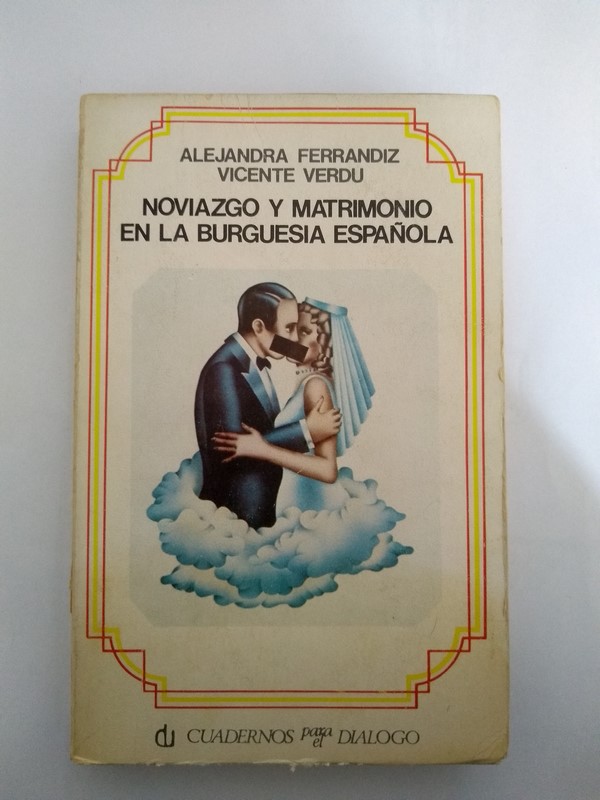 ALEJANDRA FERRANDIZ
VICENTE VERDU
NOVIAZGO Y MATRIMONIO
EN LA BURGUESIA ESPAÑOLA
CUADERNOS para el DIALOGO